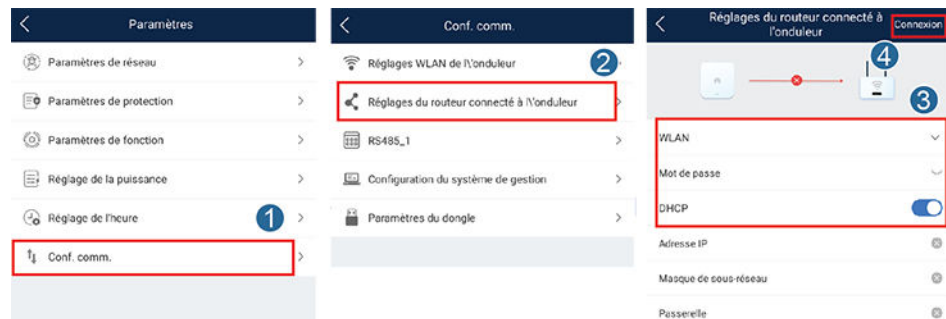 Paramètres
Paramètres de réseau
Paramètres de protection
Paramètres de fonction
Réglage de la puissance
Réglage de l'heure
1
Conf. comm.
Conf. comm.
Réglages WLAN de l\'onduleur
2
Réglages du routeur connecté à l\'onduleur
RS485_1
Configuration du système de gestion
Paramètres du dongle
Réglages du routeur connecté à
l'onduleur
Connexion
4
3
WLAN
Mot de passe
DHCP
Adresse IP
Masque de sous-réseau
Passerelle